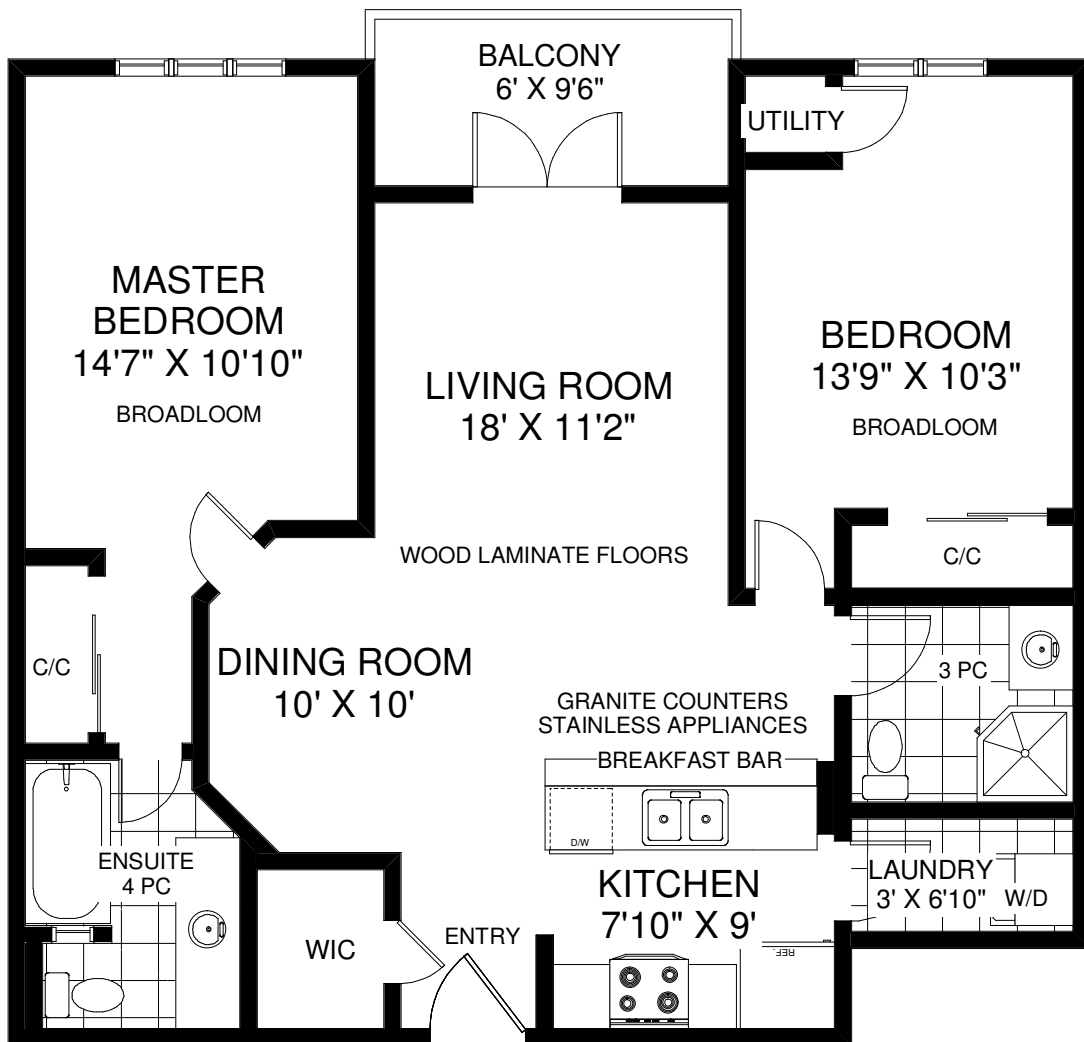 BALCONY
6' X 9'6"
UTILITY
MASTER
BEDROOM
14'7" X 10'10"
BROADLOOM
LIVING ROOM
18' X 11'2"
BEDROOM
13'9" X 10'3"
BROADLOOM
WOOD LAMINATE FLOORS
C/C
C/C
DINING ROOM
10' X 10'
3 PC
GRANITE COUNTERS
STAINLESS APPLIANCES
BREAKFAST BAR
D/W
ENSUITE
4 PC
KITCHEN
7'10" X 9'
LAUNDRY
3' X 6'10"
W/D
WIC
ENTRY
REF.